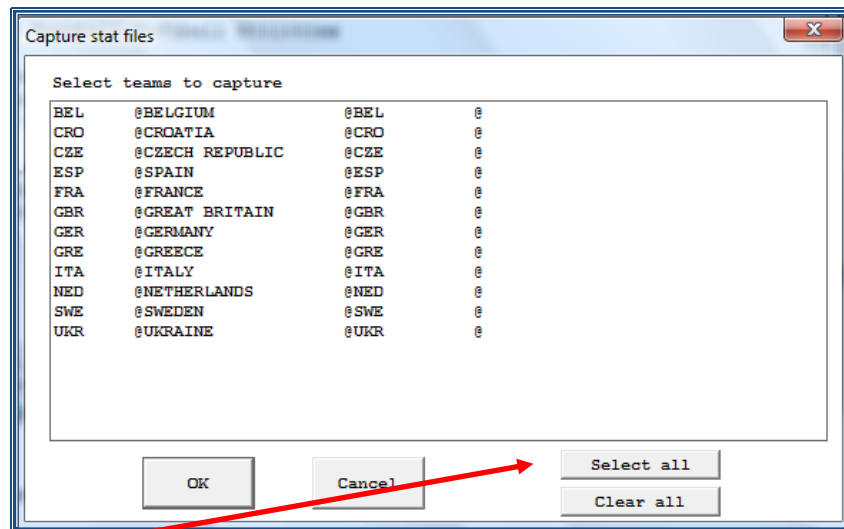 Capture stat files
Select teams to capture
BEL @BELGIUM @BEL @
CRO @CROATIA @CRO @
CZE @CZECH REPUBLIC @CZE @
ESP @SPAIN @ESP @
FRA @FRANCE @FRA @
GBR @GREAT BRITAIN @GBR @
GER @GERMANY @GER @
GRE @GREECE @GRE @
ITA @ITALY @ITA @
NED @NETHERLANDS @NED @
SWE @SWEDEN @SWE @
UKR @UKRAINE @UKR @
OK Cancel Select all
Clear all